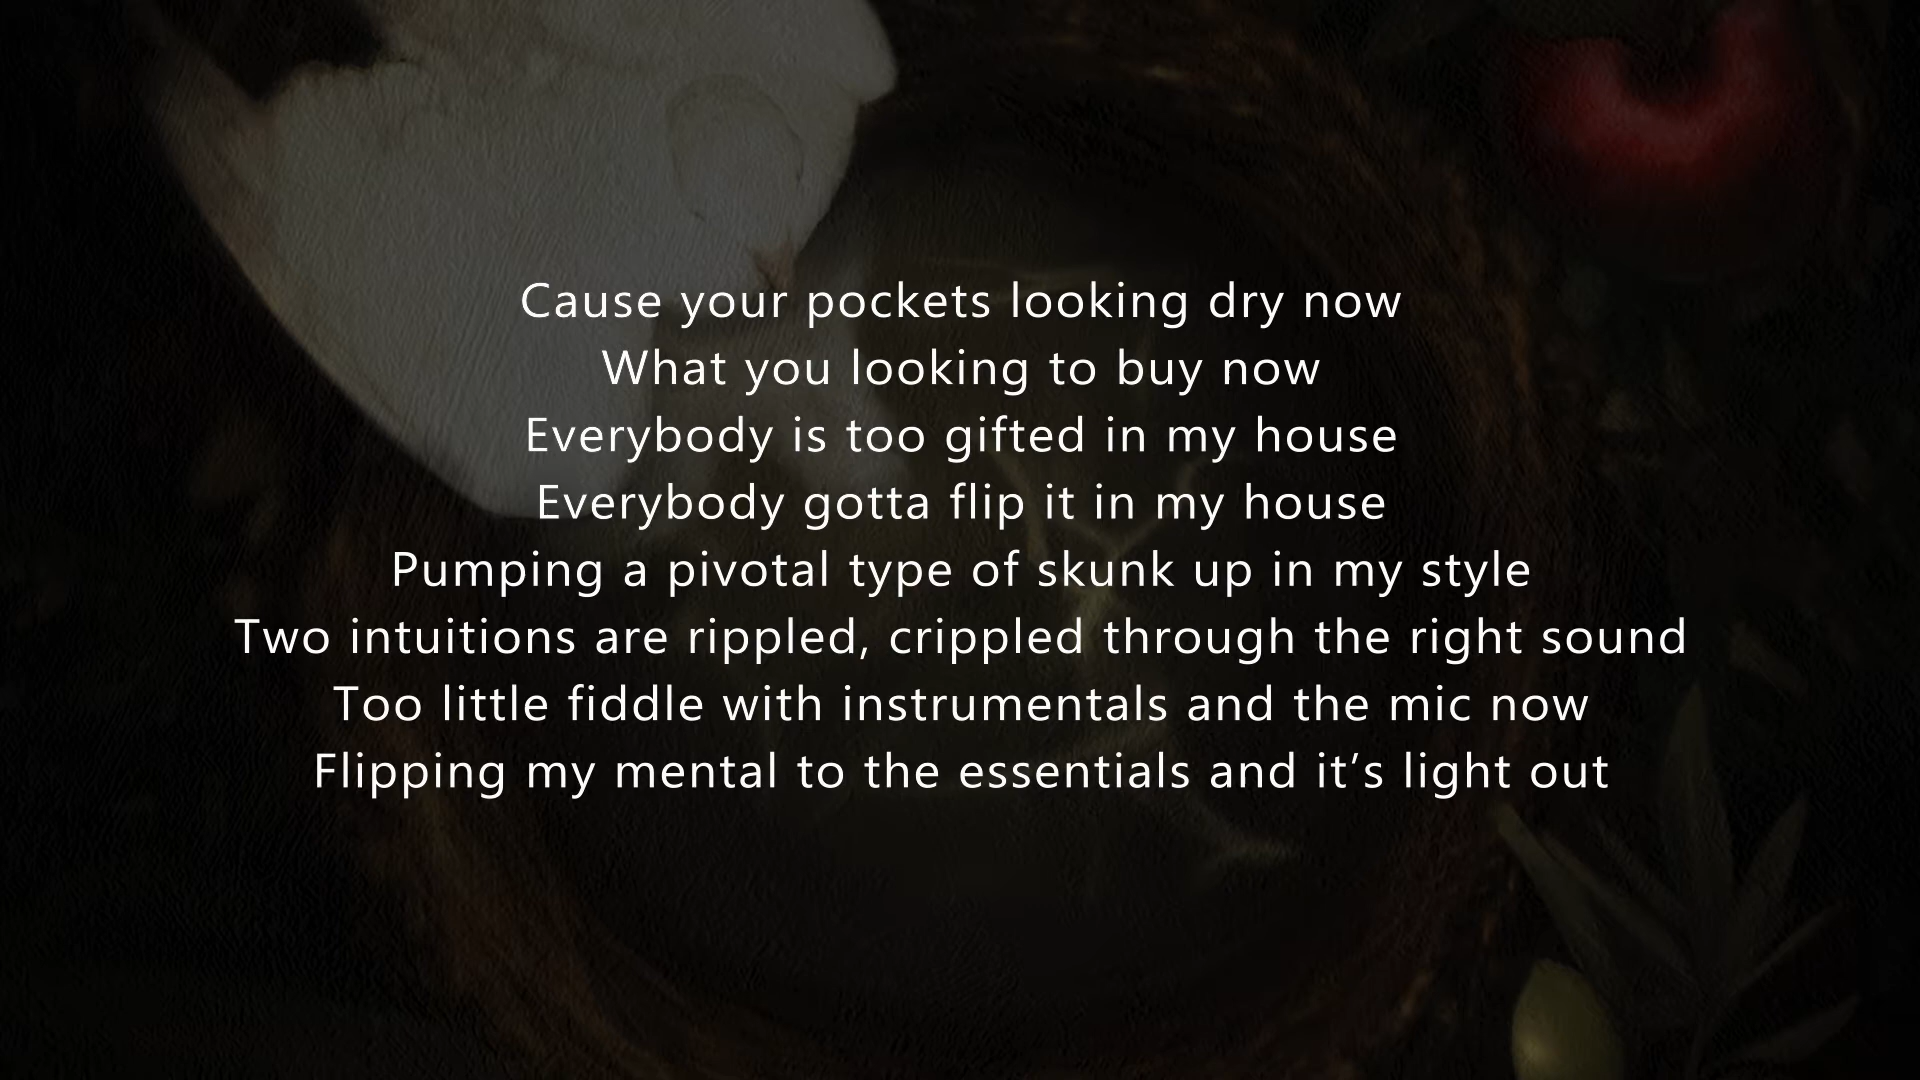 Cause your pockets looking dry now
What you looking to buy now
Everybody is too gifted in my house
Everybody gotta flip it in my house
Pumping a pivotal type of skunk up in my style
Two intuitions are rippled, crippled through the right sound
Too little fiddle with instrumentals and the mic now
Flipping my mental to the essentials and it’s light out